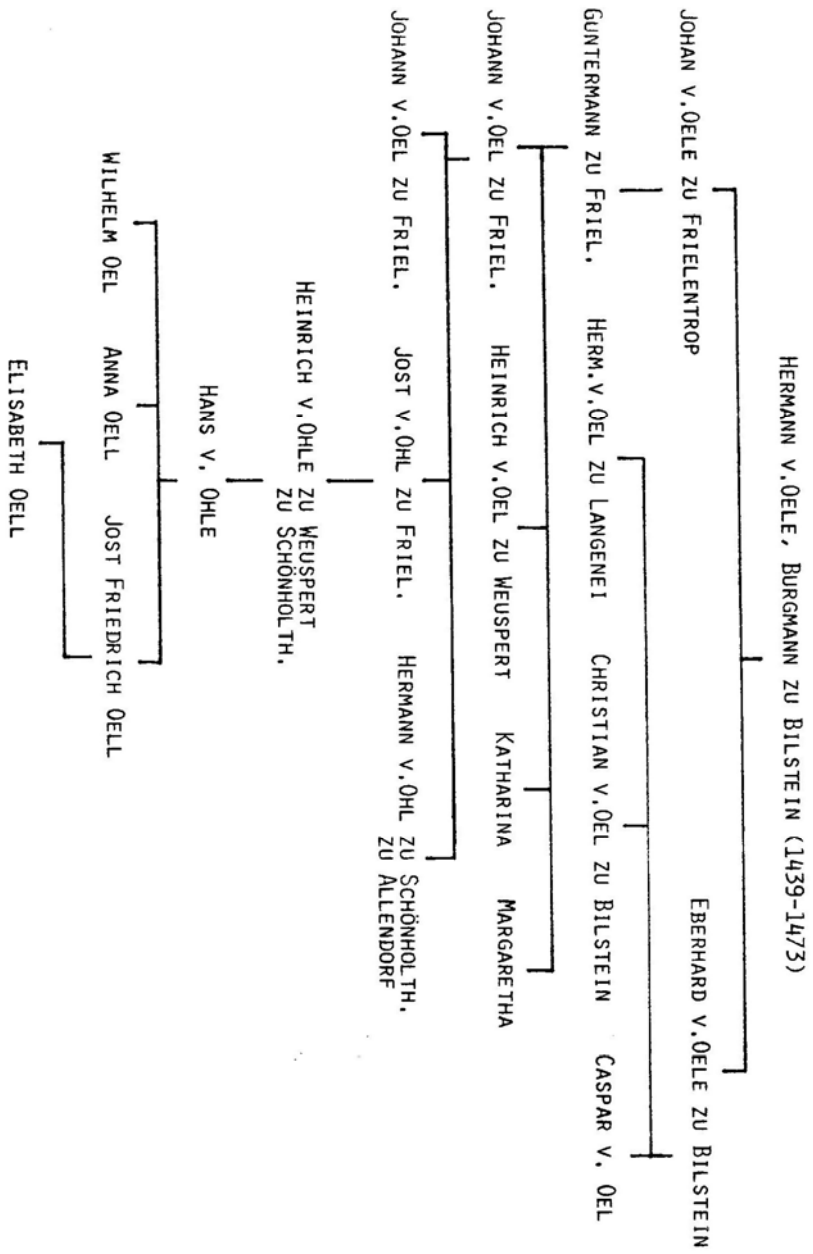 HERMANN V.OELE, BURGMANN ZU BILSTEIN (1439-1473)
JOHAN V.OELE ZU FRIELENTROP
EBERHARD V.OELE ZU BILSTEIN
GUNTERMANN ZU FRIEL.
HERM.V.OEL ZU LANGENEI
CHRISTIAN V.OEL ZU BILSTEIN
CASPAR V. OEL
JOHANN V.OEL ZU FRIEL.
HEINRICH V.OEL ZU WEUSPERT
KATHARINA
MARGARETHA
JOHANN V.OEL ZU FRIEL.
JOST V.OHL ZU FRIEL.
HERMANN V.OHL ZU SCHÖNHOLTH.
ZU ALLENDORF
HEINRICH V.OHLE ZU WEUSPERT
ZU SCHÖNHOLTH.
HANS V. OHLE
WILHELM OEL
ANNA OELL
JOST FRIEDRICH OELL
ELISABETH OELL